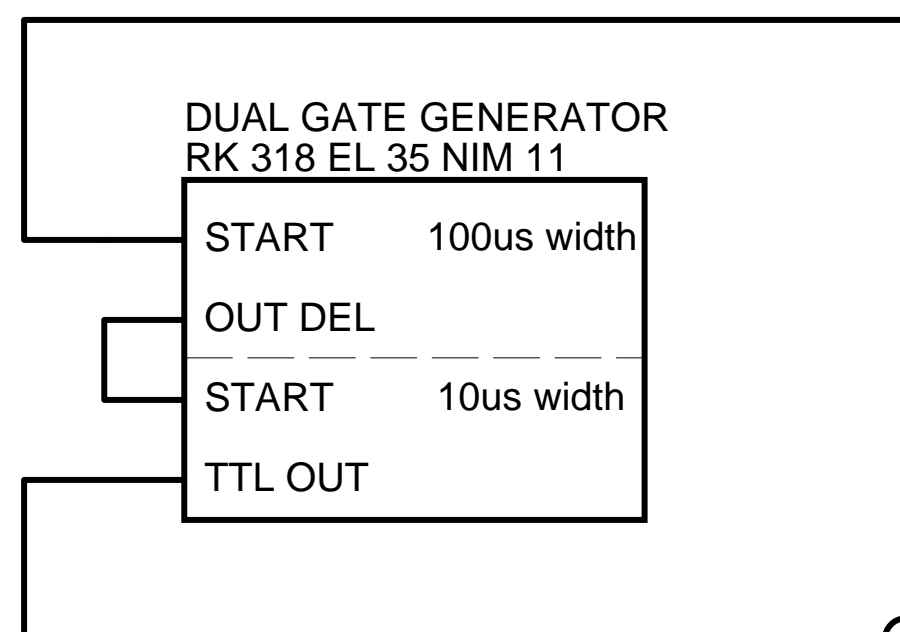 DUAL GATE GENERATOR
RK 318 EL 35 NIM 11
START 100us width
OUT DEL
START 10us width
TTL OUT